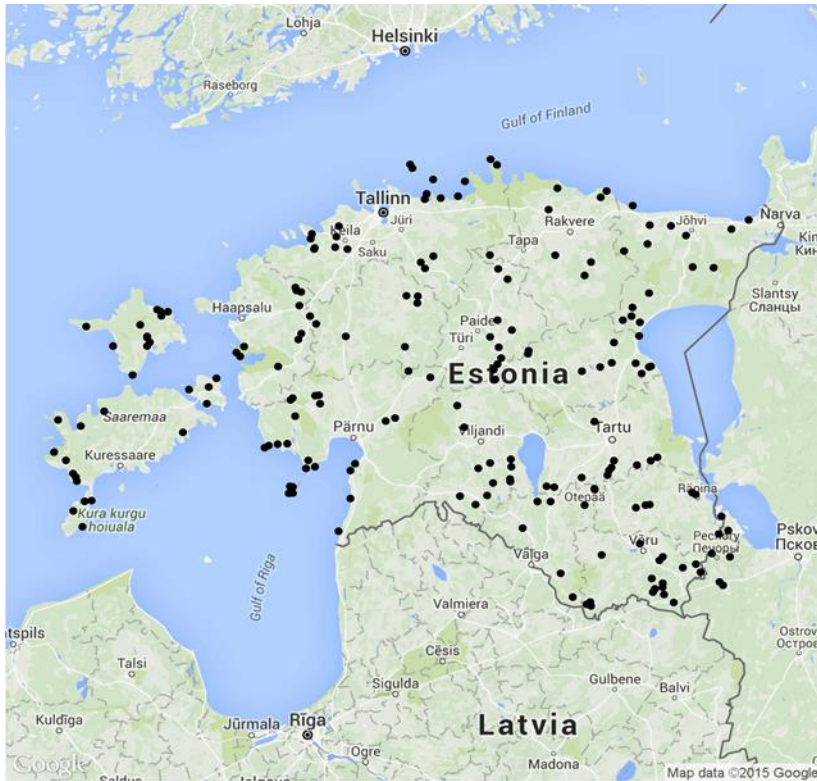 Lohja
Helsinki
Raseborg
Gulf of Finland
Tallinn
Keila
Jüri
Saku
Rakvere
Tapa
Jõhvi
Narva
Slantsy
Сланцы
Haapsalu
Paide
Türi
Estonia
Saaremaa
Kuressaare
Pärnu
Viljandi
Tartu
Otepää
Räpina
Kura kurgu
hoiuala
Gulf of Riga
Valga
Võru
Pechory
Печоры
Pskov
Псков
Valmiera
Cēsis
Sigulda
Gulbene
Balvi
Ostrov
Остров
ntspils
Talsi
Kuldīga
Jūrmala
Rīga
Ogre
Latvia
Madona
Saldus
Jelgava
Google
Map data ©2015 Google